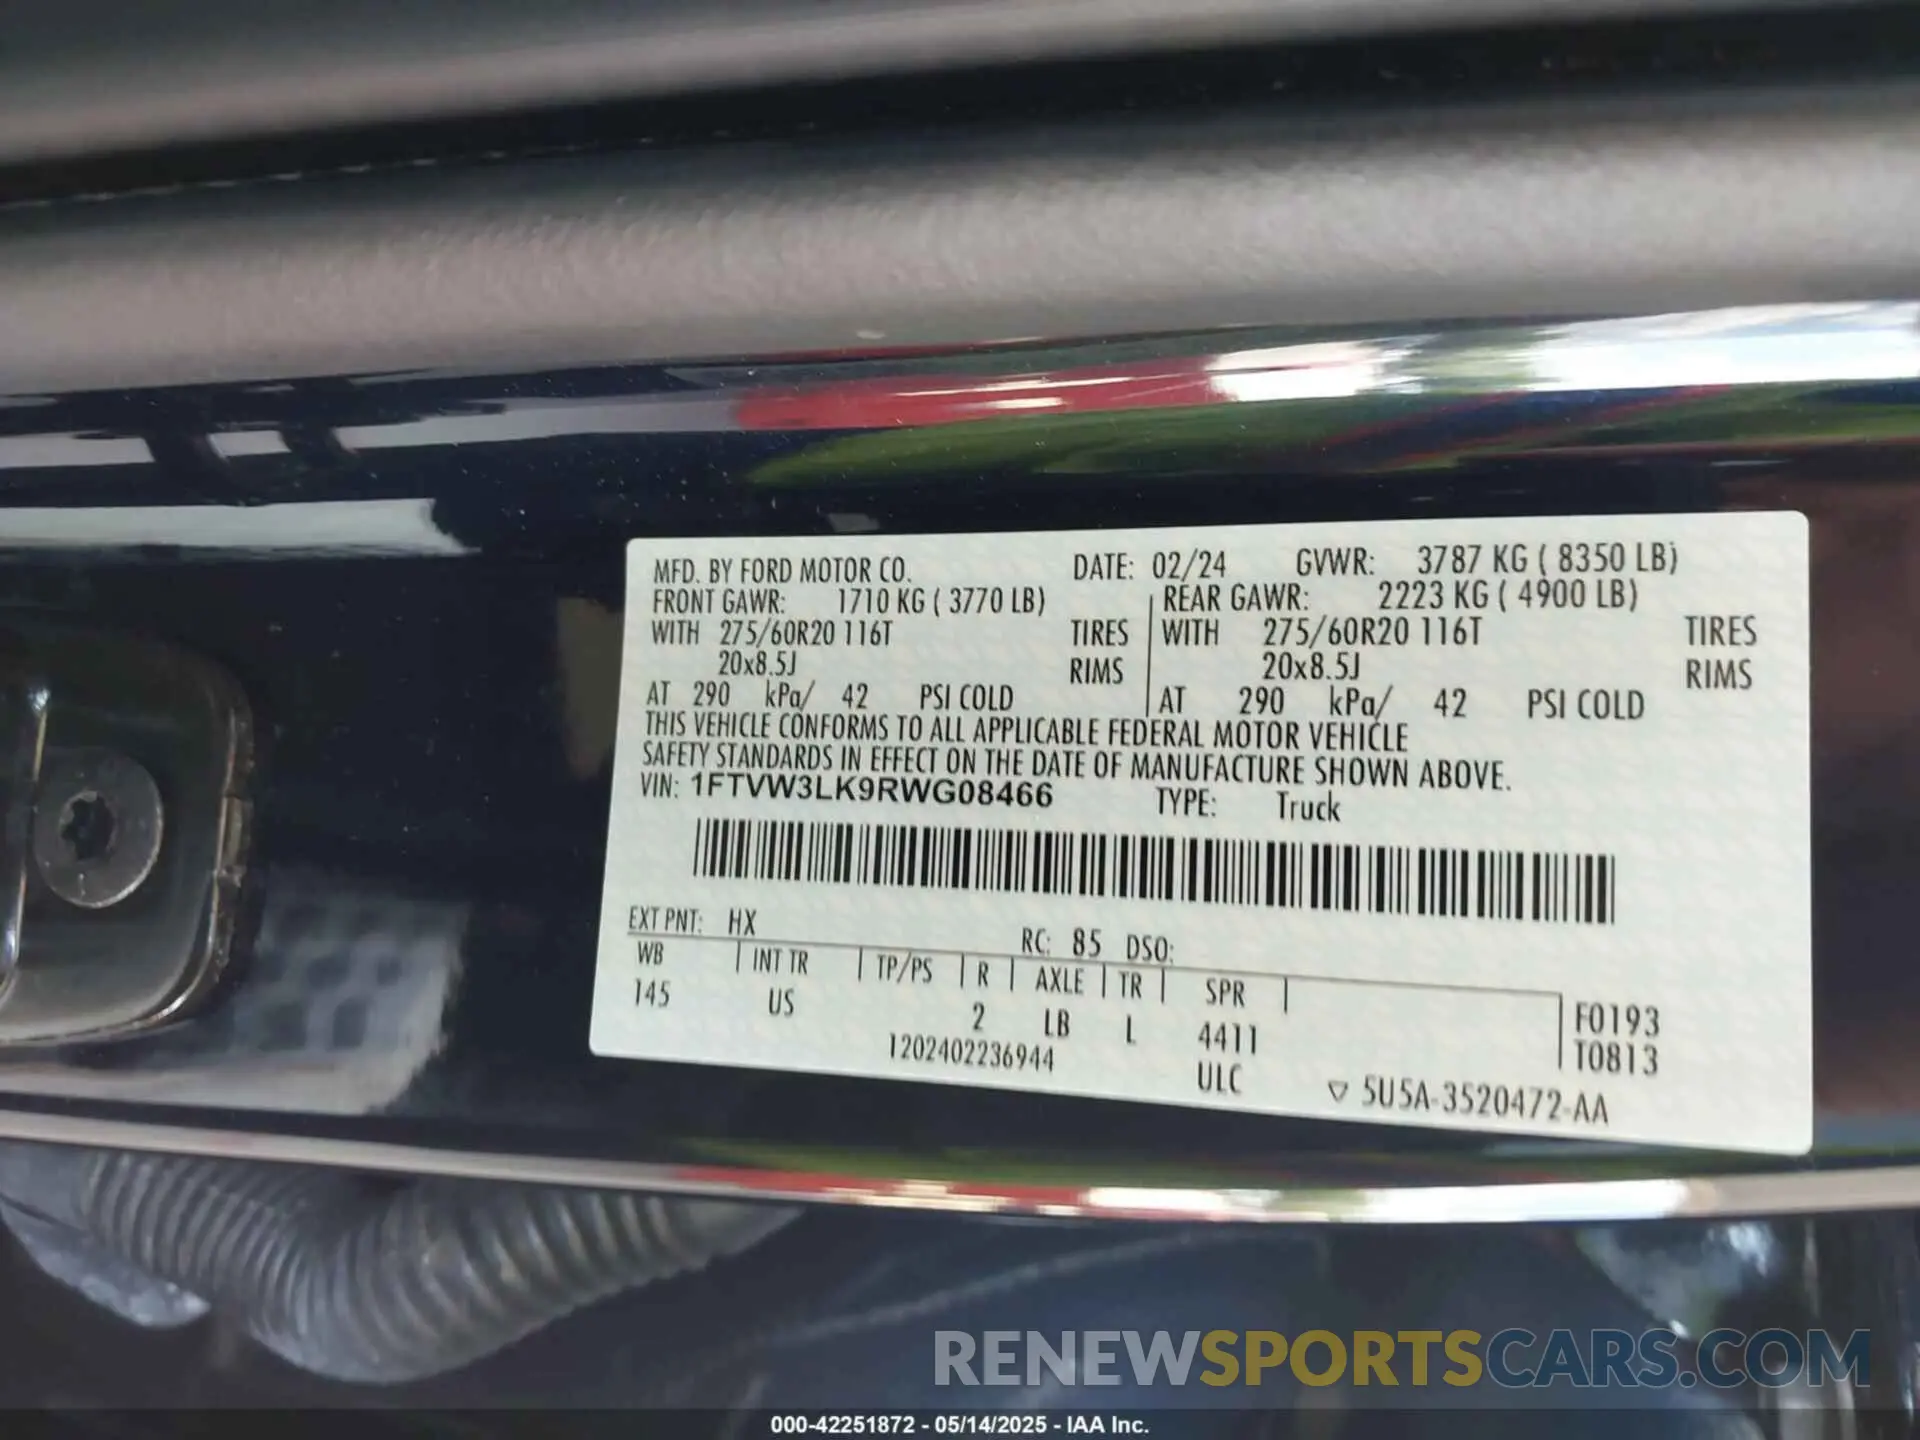 MFD. BY FORD MOTOR CO. DATE: 02/24 GVWR: 3787 KG ( 8350 LB)
FRONT GAWR: 1710 KG ( 3770 LB) REAR GAWR: 2223 KG ( 4900 LB)
WITH 275/60R20 116T TIRES WITH 275/60R20 116T TIRES
20x8.5J RIMS 20x8.5J RIMS
AT 290 kPa/ 42 PSI COLD AT 290 kPa/ 42 PSI COLD
THIS VEHICLE CONFORMS TO ALL APPLICABLE FEDERAL MOTOR VEHICLE
SAFETY STANDARDS IN EFFECT ON THE DATE OF MANUFACTURE SHOWN ABOVE.
VIN: 1FTVW3LK9RWG08466 TYPE: Truck
EXT PNT: HX RC: 85 DSO:
WB INT TR TP/PS R AXLE TR SPR
145 US 2 LB L 4411 F0193
1202402236944 ULC T0813
▽ 5U5A-3520472-AA
RENEWSPORTSCARS.COM
000-42251872 - 05/14/2025 - IAA Inc.